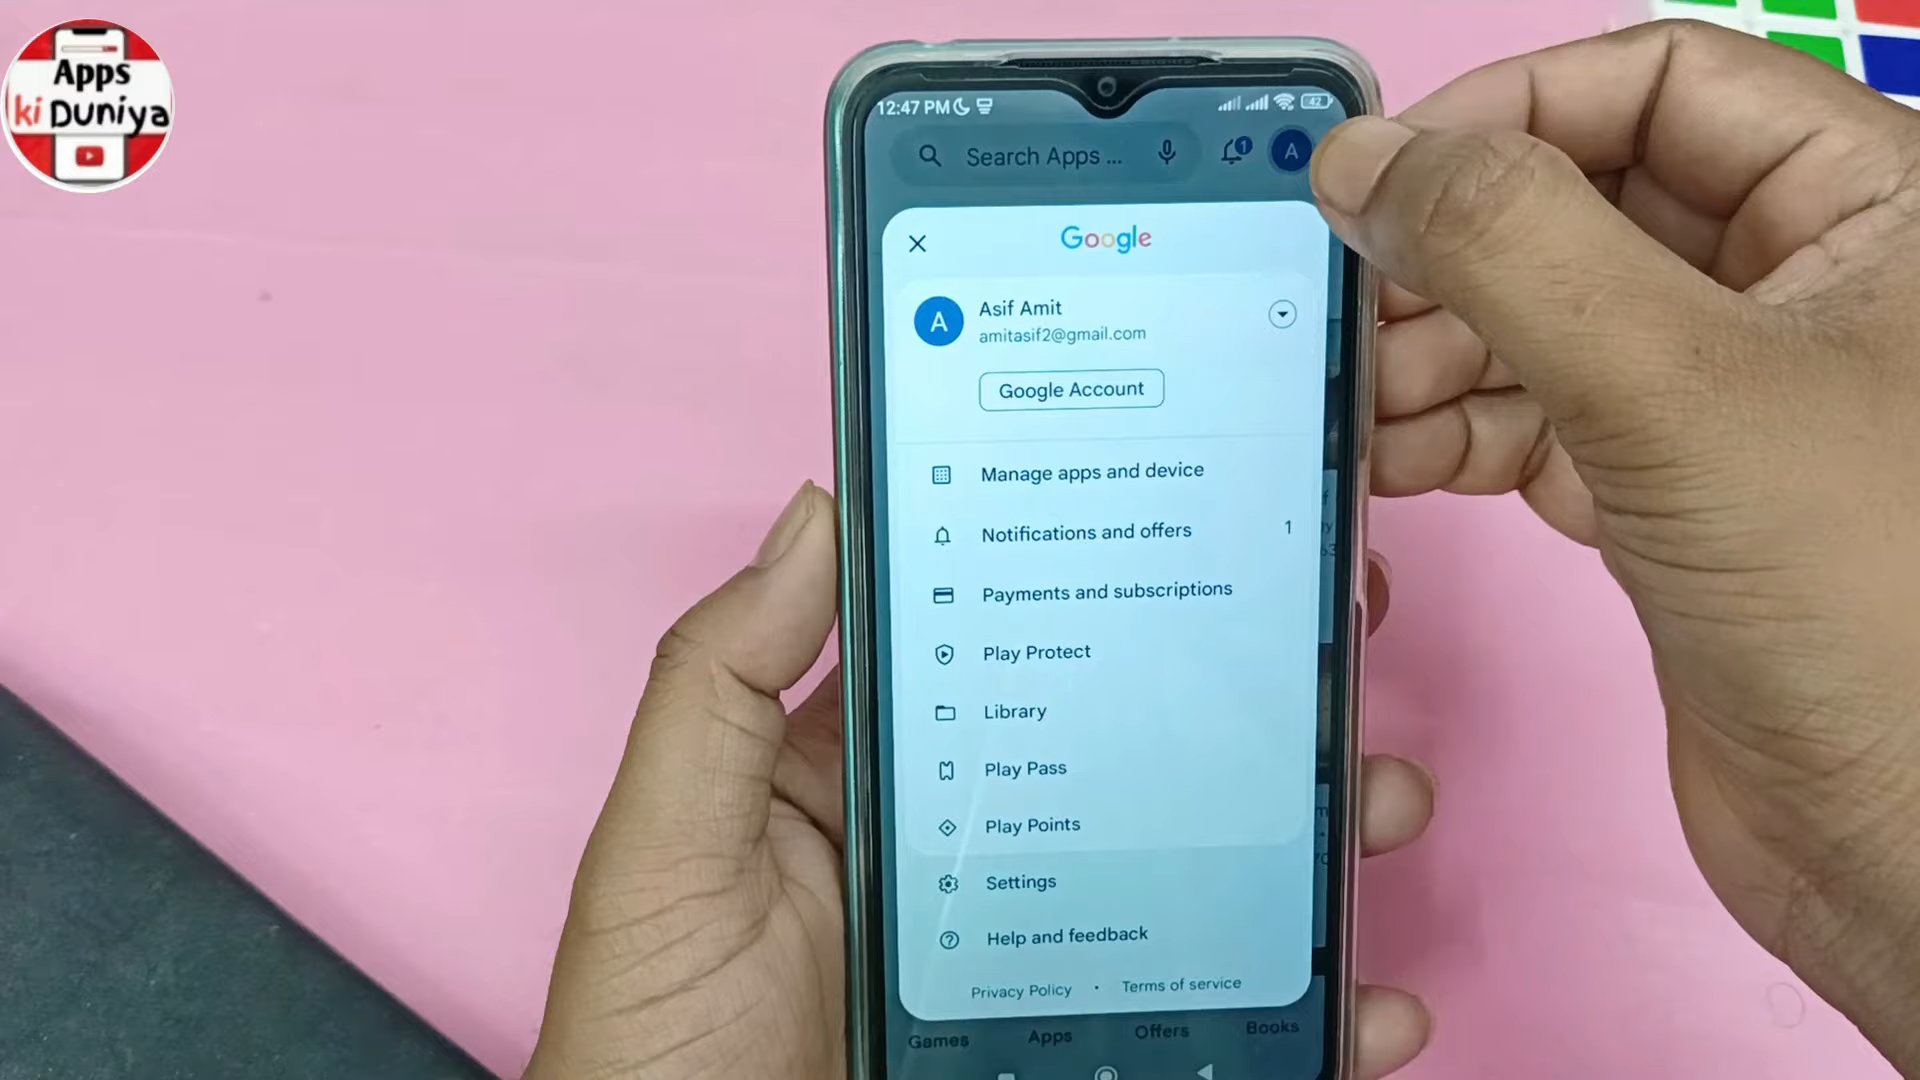 Apps
ki Duniya
12:47 PM
42
Search Apps ...
1
A
Google
A
Asif Amit
amitasif2@gmail.com
Google Account
Manage apps and device
Notifications and offers 1
Payments and subscriptions
Play Protect
Library
Play Pass
Play Points
Settings
Help and feedback
Privacy Policy • Terms of service
Games Apps Offers Books